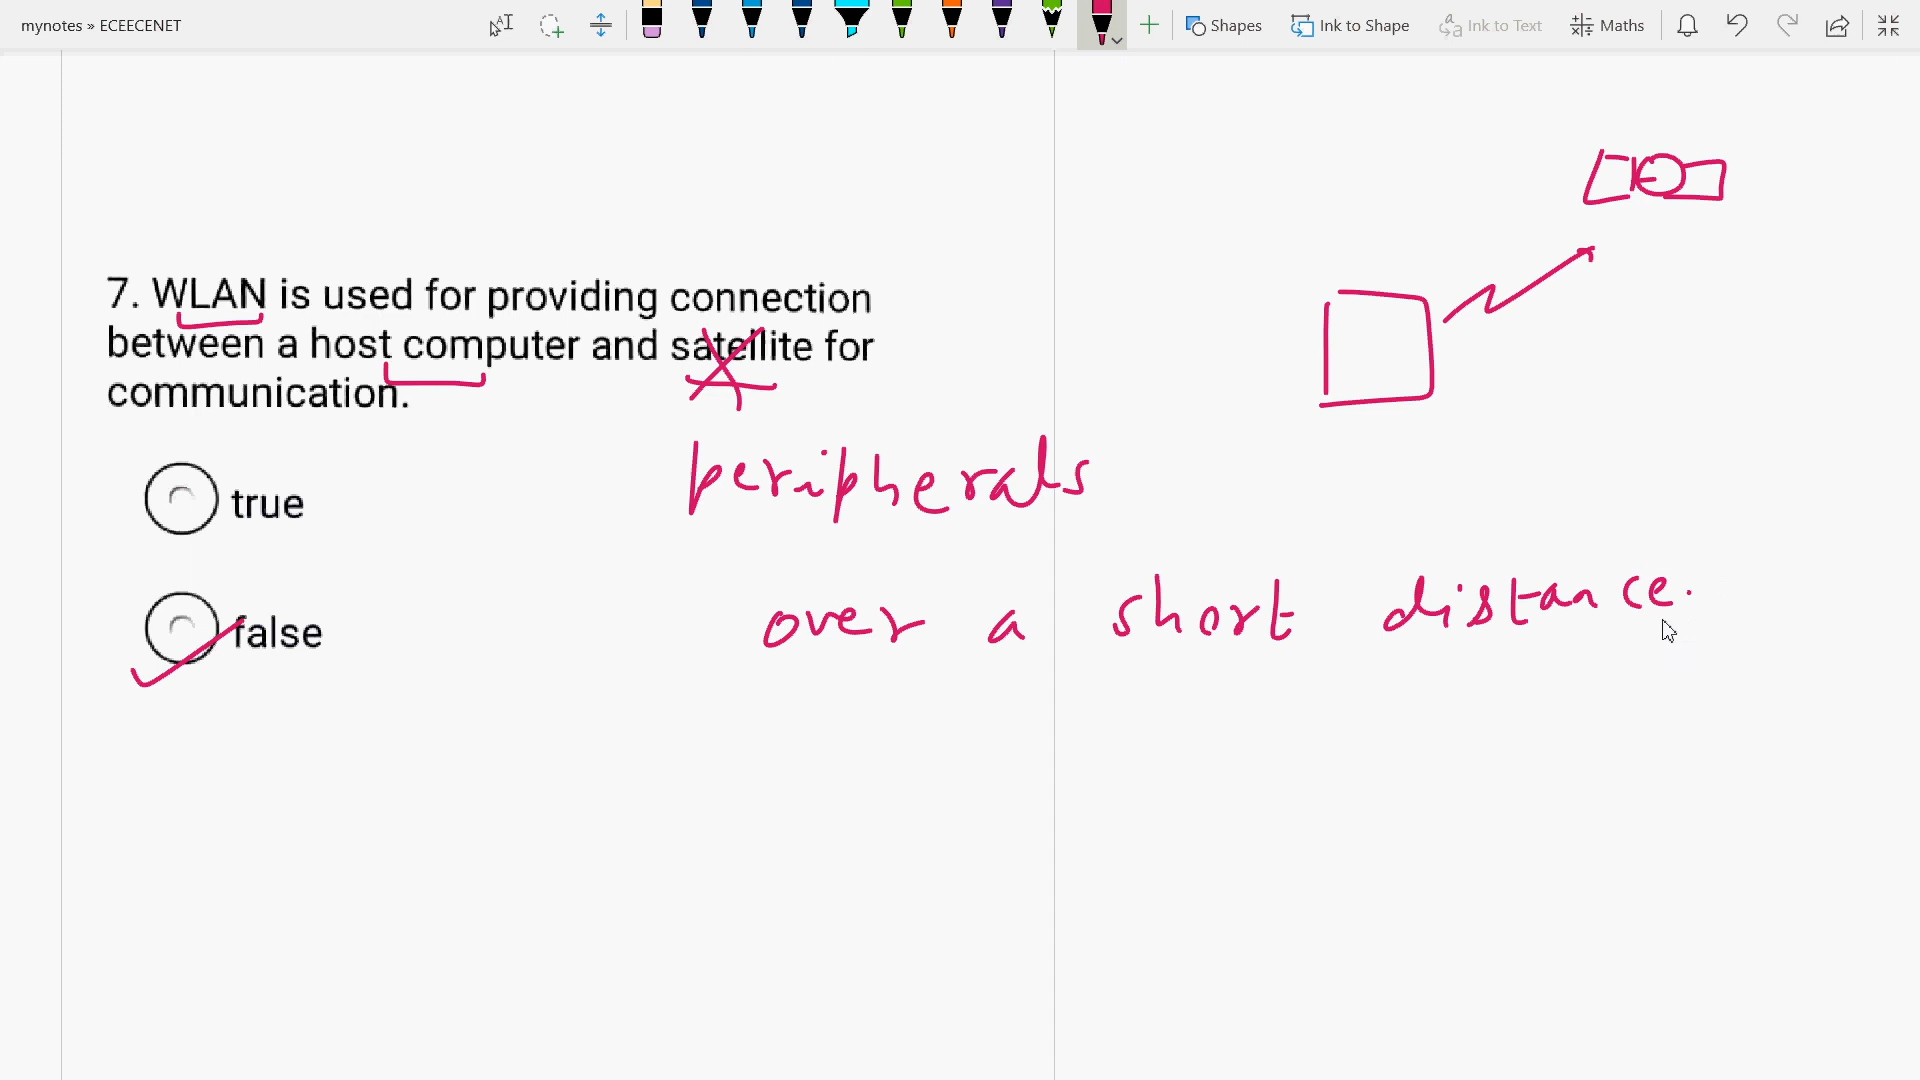 mynotes » ECEECENET
Shapes
Ink to Shape
Ink to Text
Maths
7. WLAN is used for providing connection
between a host computer and satellite for
communication.
peripherals
true
over a short distance.
false